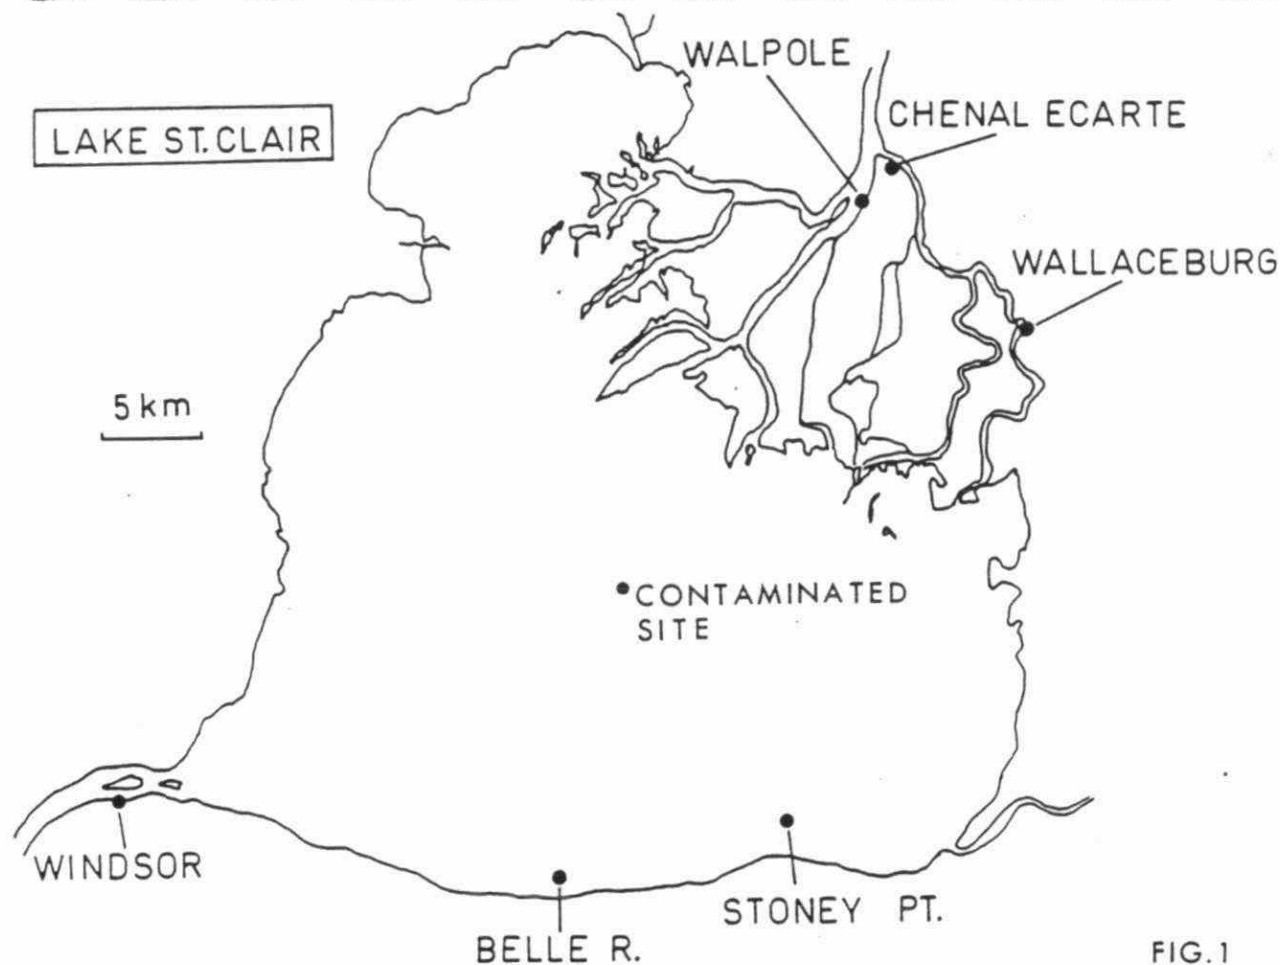 WALPOLE
CHENAL ECARTE
LAKE ST. CLAIR
WALLACEBURG
5 km
CONTAMINATED
SITE
WINDSOR
STONEY PT.
BELLE R.
FIG. 1